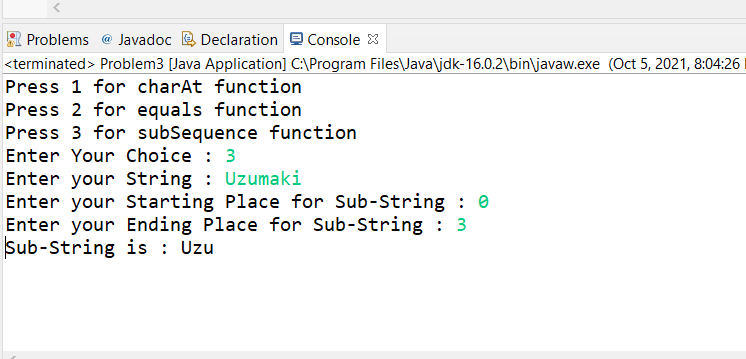 Problems @ Javadoc Declaration Console
<terminated> Problem3 [Java Application] C:\Program Files\Java\jdk-16.0.2\bin\javaw.exe (Oct 5, 2021, 8:04:26
Press 1 for charAt function
Press 2 for equals function
Press 3 for subSequence function
Enter Your Choice : 3
Enter your String : Uzumaki
Enter your Starting Place for Sub-String : 0
Enter your Ending Place for Sub-String : 3
Sub-String is : Uzu